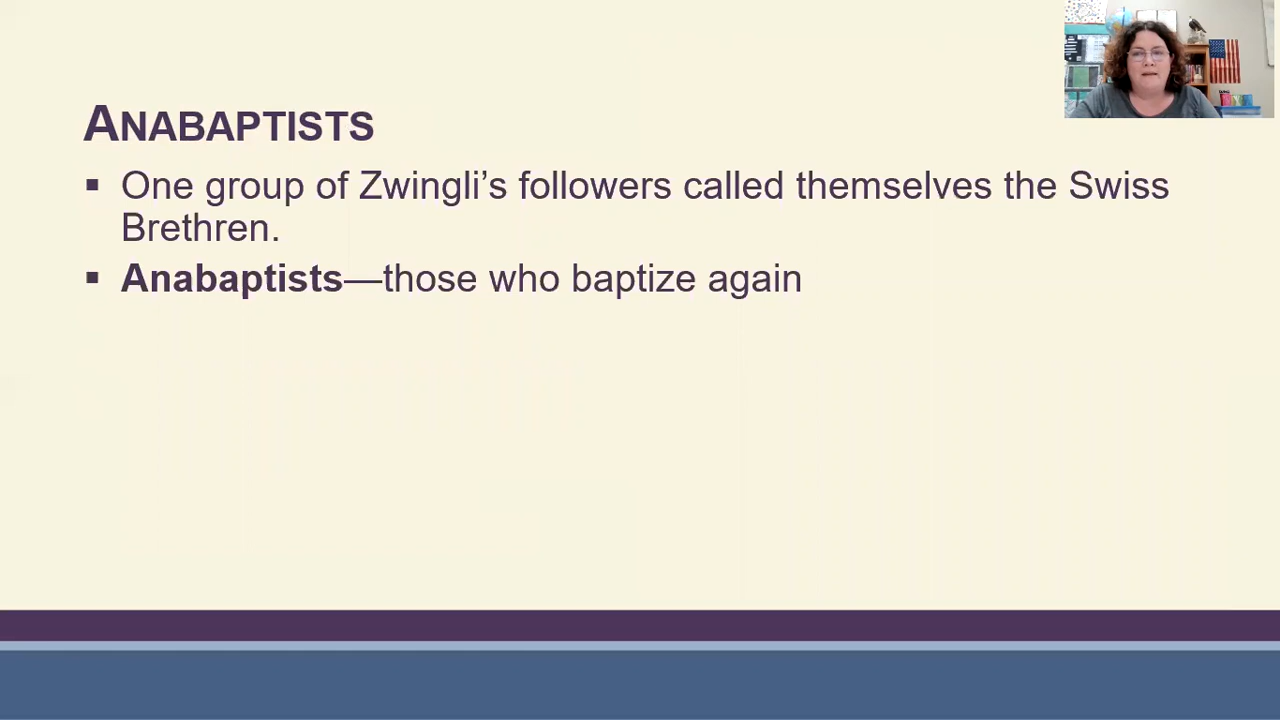 ANABAPTISTS
▪ One group of Zwingli’s followers called themselves the Swiss
Brethren.
▪ Anabaptists—those who baptize again